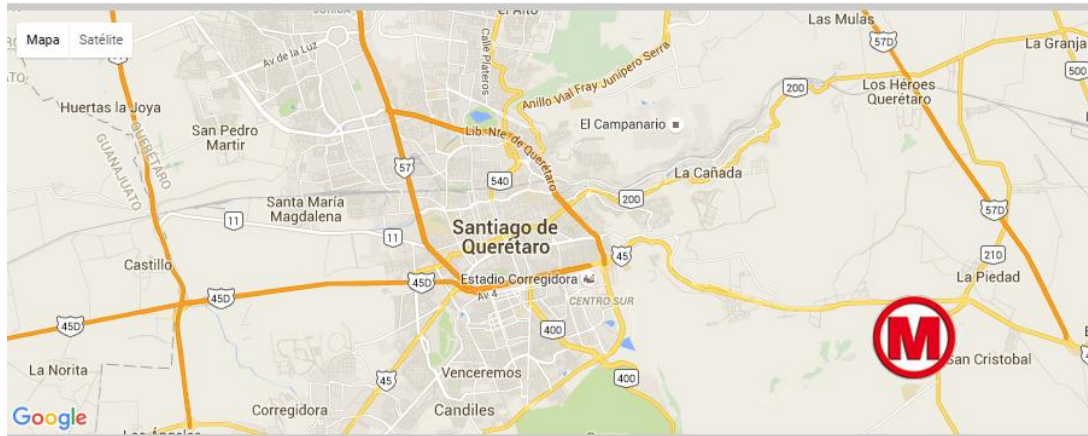 Mapa
Satélite
El Alto
Las Mulas
57D
La Granja
500
Av de la Luz
Calle Plateros
Anillo Vial Fray Junípero Serra
200
Los Héroes
Querétaro
Huertas la Joya
GUANAJUATO
QUERÉTARO
San Pedro
Martir
Lib. Nte. de Querétaro
El Campanario
57
540
La Cañada
200
Santa María
Magdalena
11
11
57D
Santiago de
Querétaro
45
210
Castillo
45D
45D
Estadio Corregidora
La Piedad
Av 4
CENTRO SUR
45D
400
M
San Cristobal
La Norita
45
Venceremos
400
Corregidora
Candiles
Google